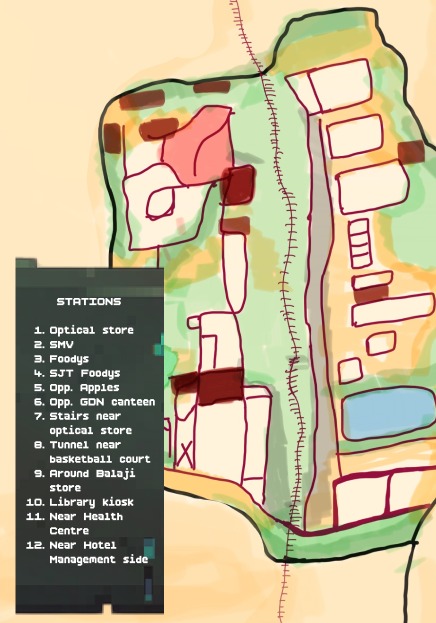 STATIONS
1. Optical store
2. SMV
3. Foodys
4. SJT Foodys
5. Opp. Apples
6. Opp. GDN canteen
7. Stairs near
optical store
8. Tunnel near
basketball court
9. Around Balaji
store
10. Library kiosk
11. Near Health
Centre
12. Near Hotel
Management side